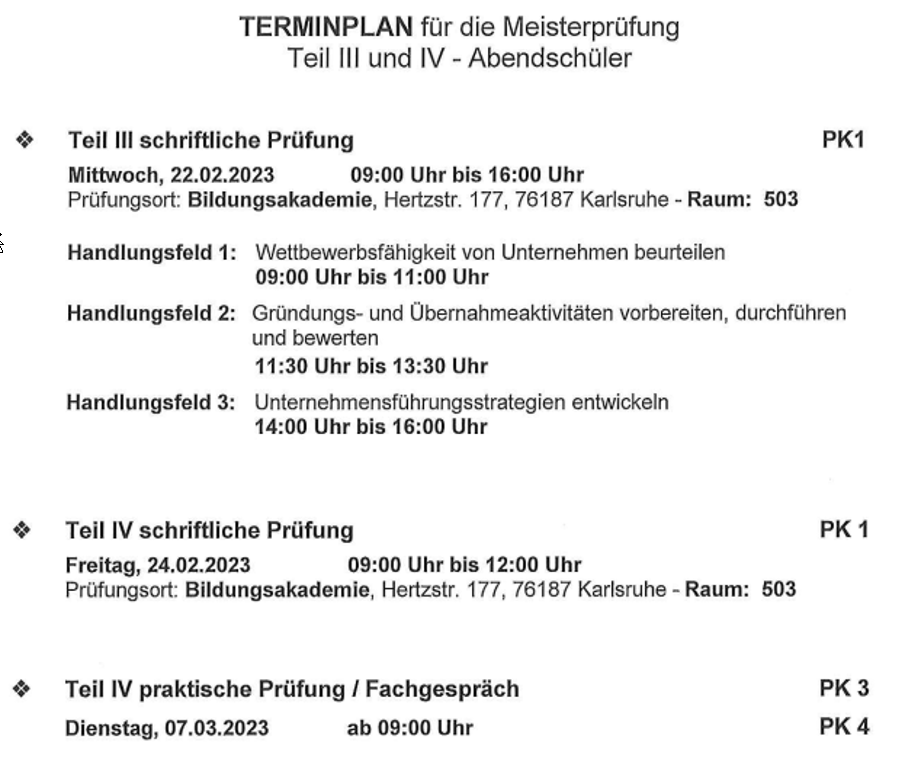 TERMINPLAN für die Meisterprüfung
Teil III und IV - Abendschüler
❖ Teil III schriftliche Prüfung PK1
Mittwoch, 22.02.2023 09:00 Uhr bis 16:00 Uhr
Prüfungsort: Bildungsakademie, Hertzstr. 177, 76187 Karlsruhe - Raum: 503
Handlungsfeld 1: Wettbewerbsfähigkeit von Unternehmen beurteilen
09:00 Uhr bis 11:00 Uhr
Handlungsfeld 2: Gründungs- und Übernahmeaktivitäten vorbereiten, durchführen
und bewerten
11:30 Uhr bis 13:30 Uhr
Handlungsfeld 3: Unternehmensführungsstrategien entwickeln
14:00 Uhr bis 16:00 Uhr
❖ Teil IV schriftliche Prüfung PK 1
Freitag, 24.02.2023 09:00 Uhr bis 12:00 Uhr
Prüfungsort: Bildungsakademie, Hertzstr. 177, 76187 Karlsruhe - Raum: 503
❖ Teil IV praktische Prüfung / Fachgespräch PK 3
Dienstag, 07.03.2023 ab 09:00 Uhr PK 4